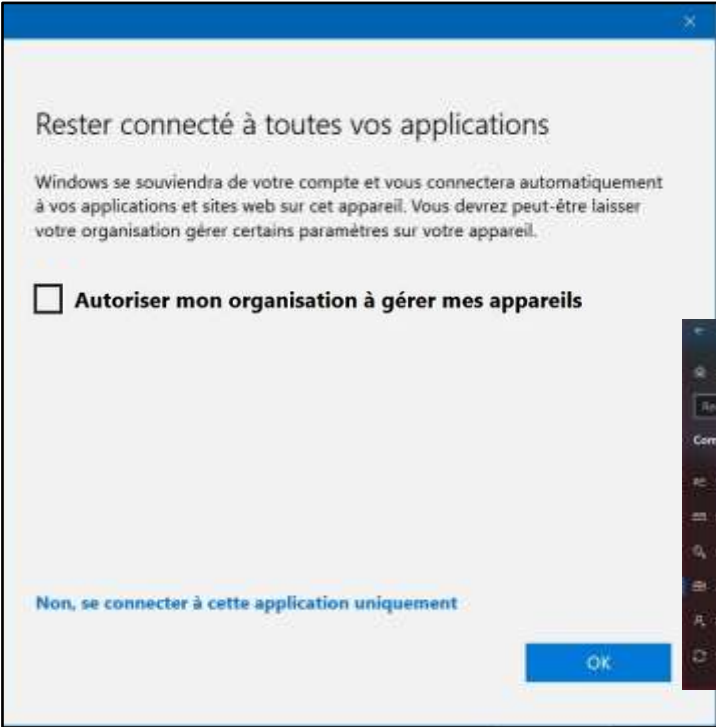 Rester connecté à toutes vos applications
Windows se souviendra de votre compte et vous connectera automatiquement
à vos applications et sites web sur cet appareil. Vous devrez peut-être laisser
votre organisation gérer certains paramètres sur votre appareil.
Autoriser mon organisation à gérer mes appareils
Non, se connecter à cette application uniquement
OK